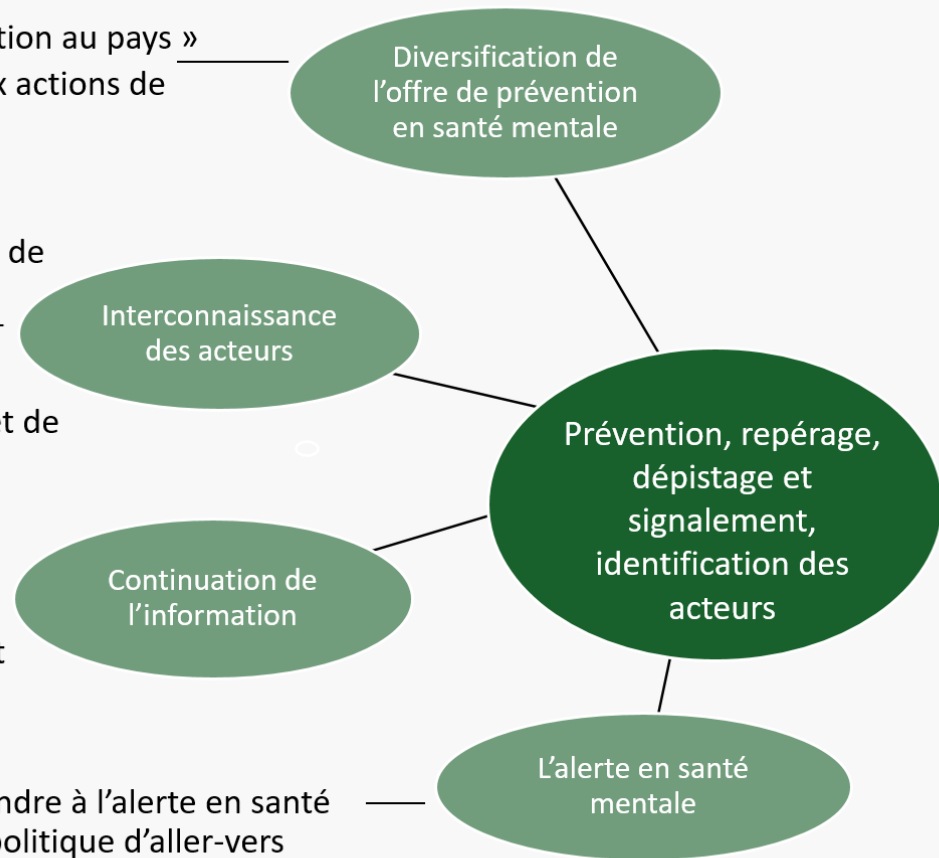 au pays »
actions de
Diversification de
l’offre de prévention
en santé mentale
de
Interconnaissance
des acteurs
de
Prévention, repérage,
dépistage et
signalement,
identification des
acteurs
Continuation de
l’information
L’alerte en santé
mentale
à l’alerte en santé
politique d’aller-vers